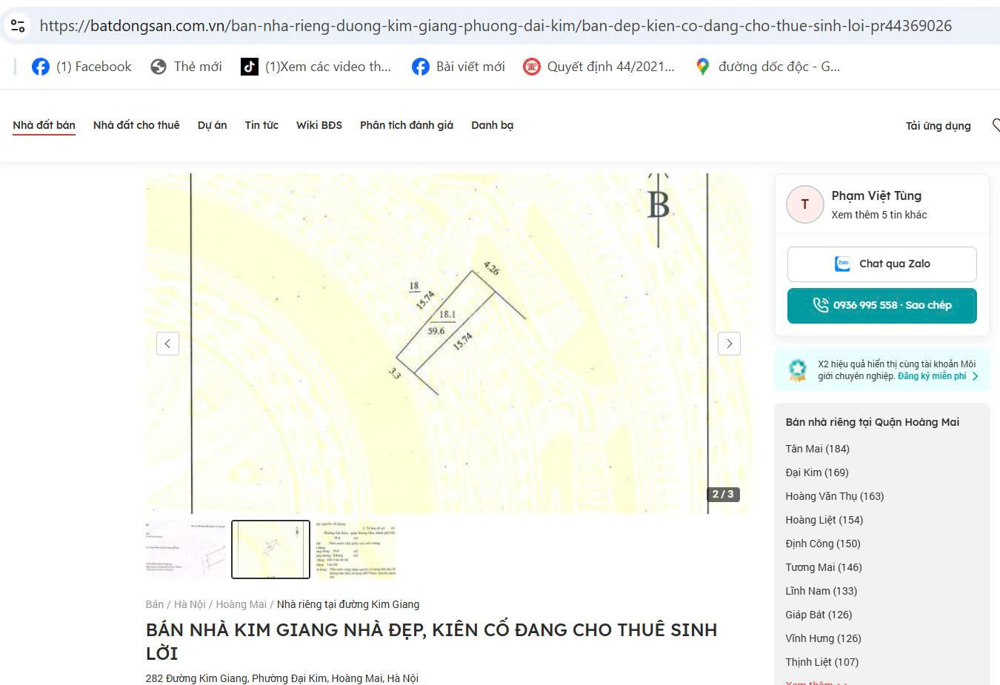 https://batdongsan.com.vn/ban-nha-rieng-duong-kim-giang-phuong-dai-kim/ban-dep-kien-co-dang-cho-thue-sinh-loi-pr44369026
(1) Facebook Thẻ mới (1)Xem các video th... Bài viết mới Quyết định 44/2021... đường dốc độc - G...
Nhà đất bán Nhà đất cho thuê Dự án Tin tức Wiki BĐS Phân tích đánh giá Danh bạ Tải ứng dụng
B
4.26
18
15.74
18.1
59.6
15.74
3.3
2 / 3
T
Phạm Việt Tùng
Xem thêm 5 tin khác
Zalo Chat qua Zalo
0936 995 558 · Sao chép
X2 hiệu quả hiển thị cùng tài khoản Môi
giới chuyên nghiệp. Đăng ký miễn phí
Bán nhà riêng tại Quận Hoàng Mai
Tân Mai (184)
Đại Kim (169)
Hoàng Văn Thụ (163)
Hoàng Liệt (154)
Định Công (150)
Tương Mai (146)
Lĩnh Nam (133)
Giáp Bát (126)
Vĩnh Hưng (126)
Thịnh Liệt (107)
Xem thêm
Bán / Hà Nội / Hoàng Mai / Nhà riêng tại đường Kim Giang
BÁN NHÀ KIM GIANG NHÀ ĐẸP, KIÊN CỐ ĐANG CHO THUÊ SINH
LỜI
282 Đường Kim Giang, Phường Đại Kim, Hoàng Mai, Hà Nội